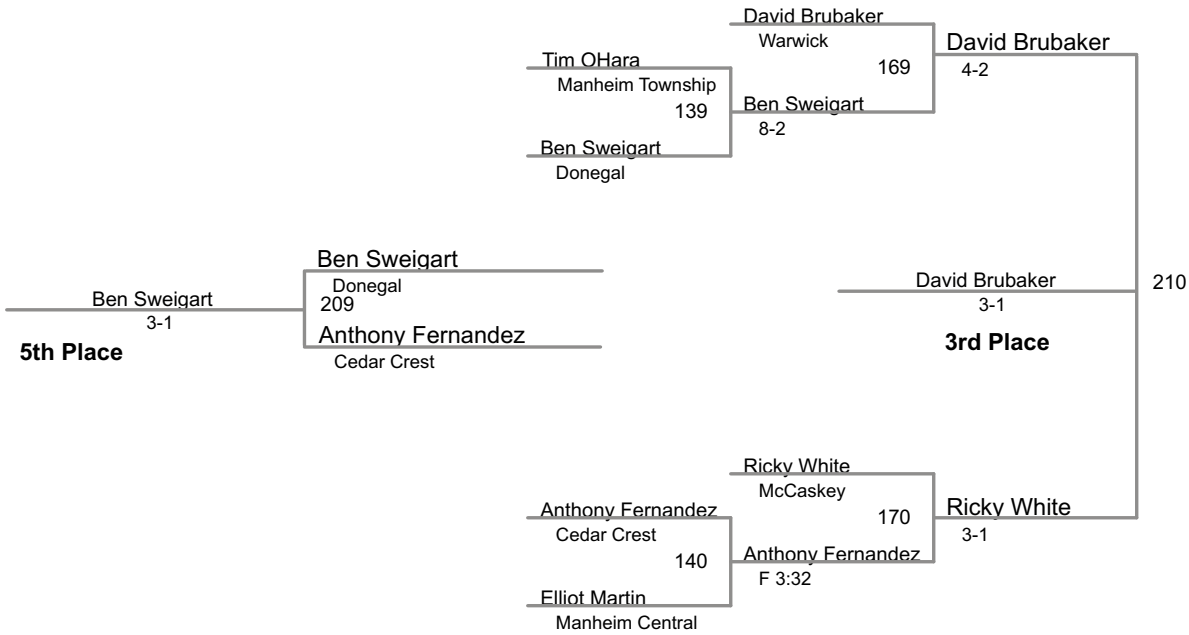 David Brubaker
Warwick
David Brubaker
169
4-2
Tim OHara
Manheim Township
139
Ben Sweigart
8-2
Ben Sweigart
Donegal
Ben Sweigart
Donegal
Ben Sweigart
209
3-1
Anthony Fernandez
5th Place
Cedar Crest
David Brubaker
210
3-1
3rd Place
Ricky White
McCaskey
Ricky White
170
3-1
Anthony Fernandez
Cedar Crest
140
Anthony Fernandez
F 3:32
Elliot Martin
Manheim Central